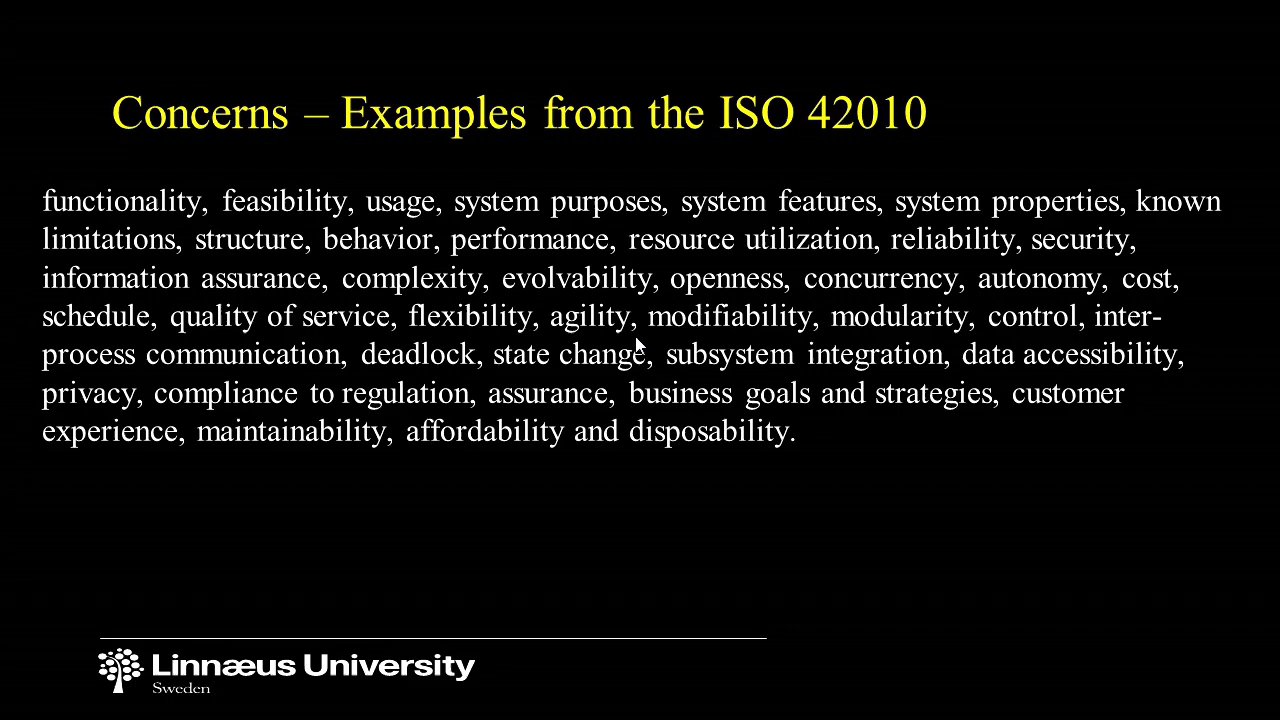 Concerns – Examples from the ISO 42010
functionality, feasibility, usage, system purposes, system features, system properties, known
limitations, structure, behavior, performance, resource utilization, reliability, security,
information assurance, complexity, evolvability, openness, concurrency, autonomy, cost,
schedule, quality of service, flexibility, agility, modifiability, modularity, control, inter-
process communication, deadlock, state change, subsystem integration, data accessibility,
privacy, compliance to regulation, assurance, business goals and strategies, customer
experience, maintainability, affordability and disposability.
Linnæus University
Sweden